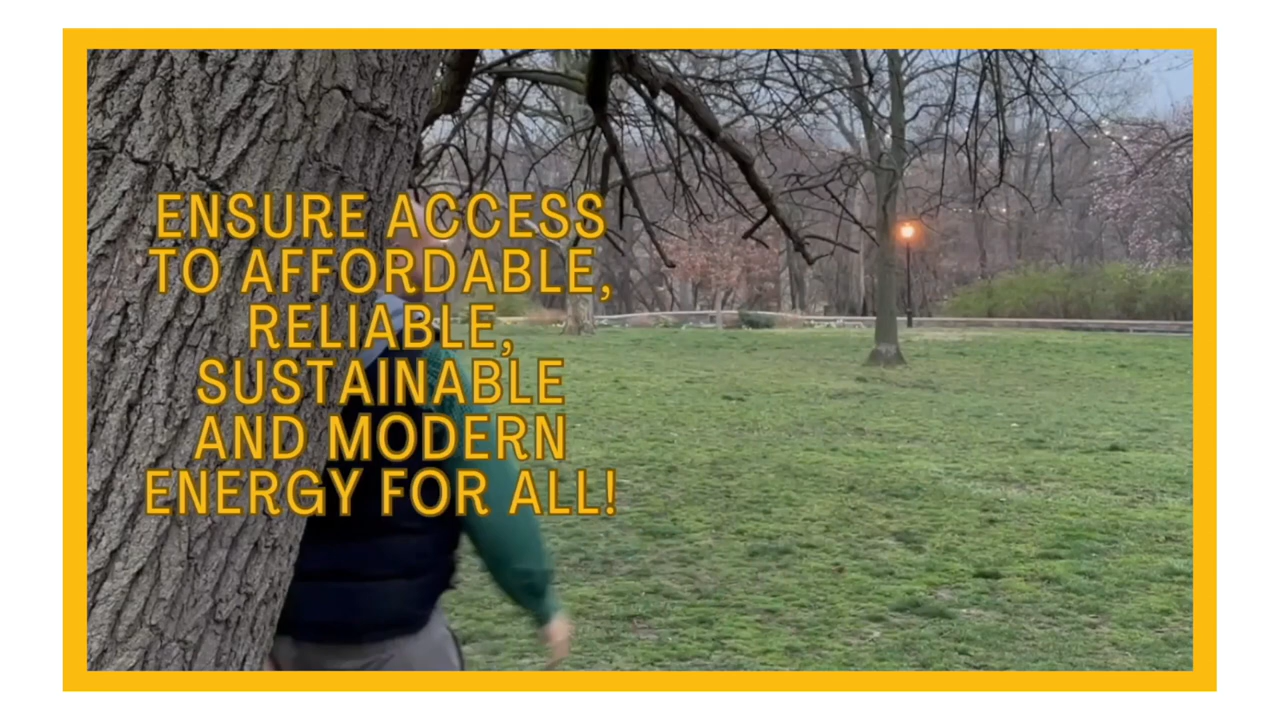 ENSURE ACCESS
TO AFFORDABLE,
RELIABLE,
SUSTAINABLE
AND MODERN
ENERGY FOR ALL!